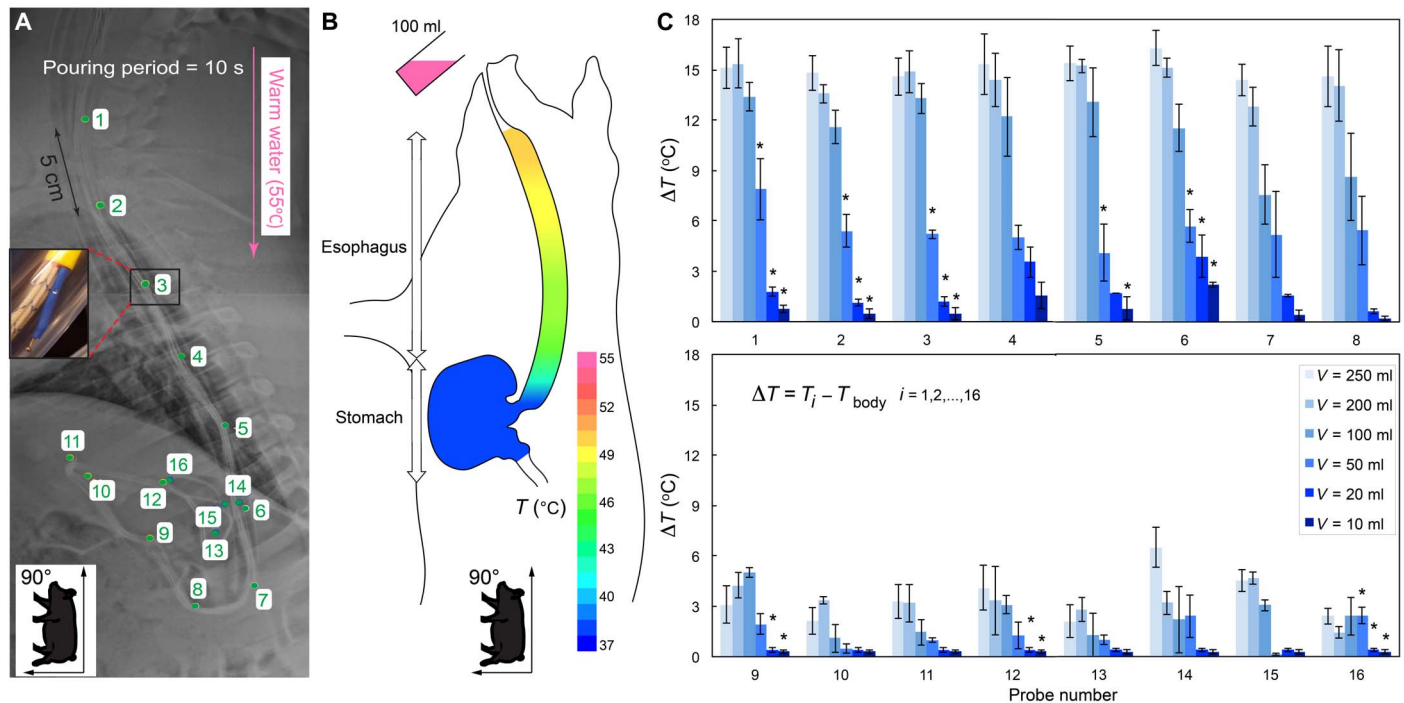 A
Pouring period = 10 s
Warm water (55°C)
5 cm
1
2
3
4
5
11
10
16
12
14
6
15
9
13
8
7
90°
B
100 ml
Esophagus
Stomach
T (°C)
55
52
49
46
43
40
37
90°
C
ΔT (°C)
18
15
12
9
6
3
0
* * * * * * * * * * * * * *
1 2 3 4 5 6 7 8
ΔT (°C)
18
15
12
9
6
3
0
ΔT = Ti – Tbody i = 1,2,...,16
V = 250 ml
V = 200 ml
V = 100 ml
V = 50 ml
V = 20 ml
V = 10 ml
* * * * * * *
9 10 11 12 13 14 15 16
Probe number